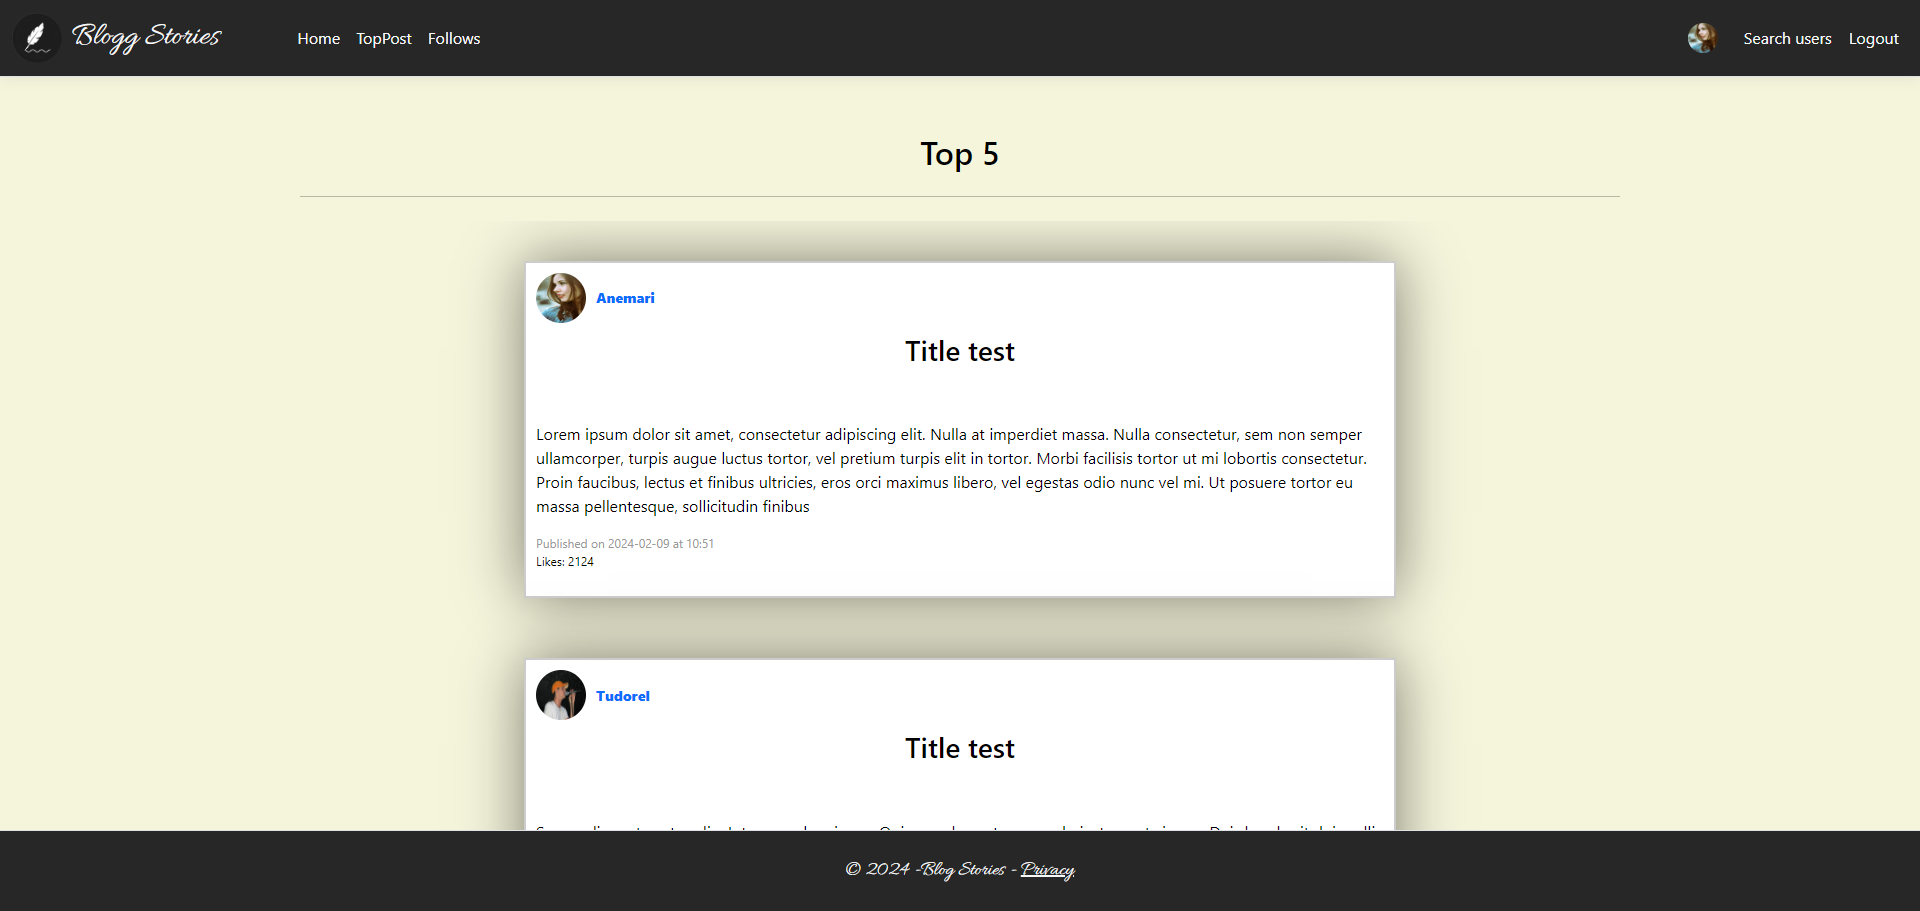 Blogg Stories
Home TopPost Follows
Search users Logout
Top 5
Anemari
Title test
Lorem ipsum dolor sit amet, consectetur adipiscing elit. Nulla at imperdiet massa. Nulla consectetur, sem non semper
ullamcorper, turpis augue luctus tortor, vel pretium turpis elit in tortor. Morbi facilisis tortor ut mi lobortis consectetur.
Proin faucibus, lectus et finibus ultricies, eros orci maximus libero, vel egestas odio nunc vel mi. Ut posuere tortor eu
massa pellentesque, sollicitudin finibus
Published on 2024-02-09 at 10:51
Likes: 2124
Tudorel
Title test
© 2024 -Blog Stories - Privacy